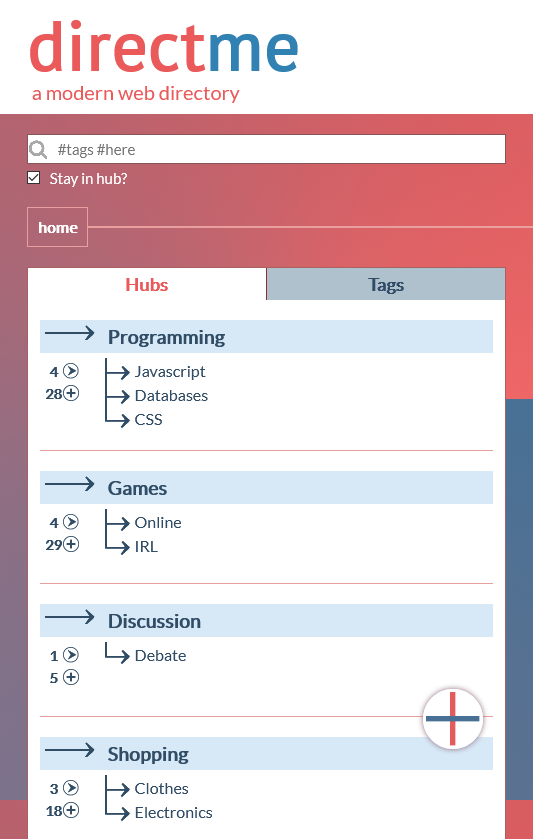 directme
a modern web directory
#tags #here
Stay in hub?
home
Hubs
Tags
Programming
4
28
Javascript
Databases
CSS
Games
4
29
Online
IRL
Discussion
1
5
Debate
Shopping
3
18
Clothes
Electronics